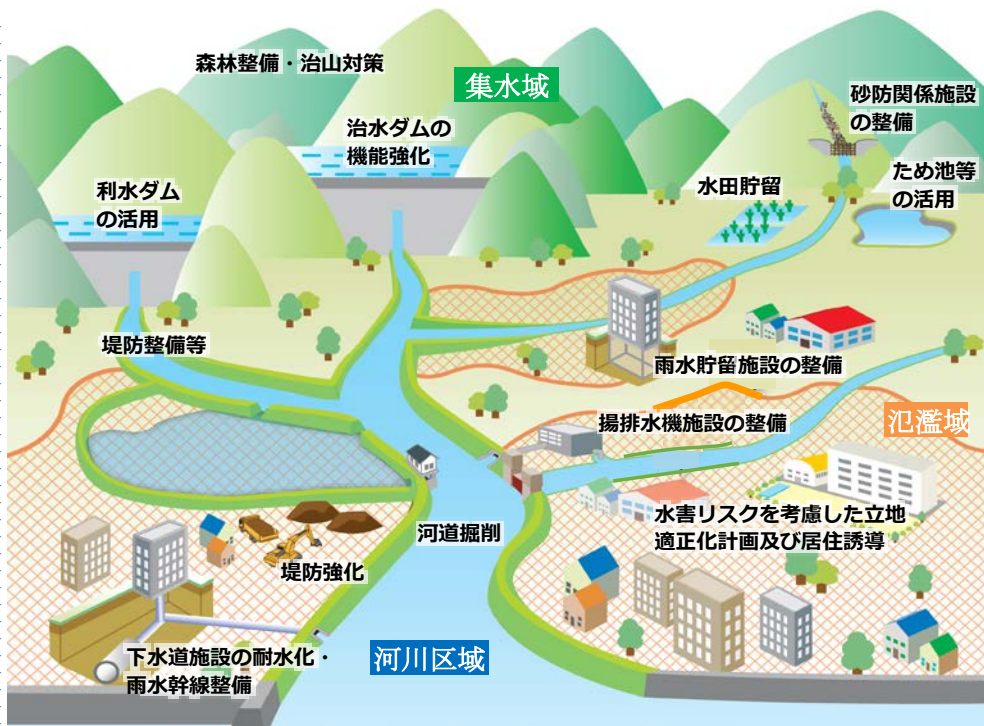 森林整備・治山対策
集水域
砂防関係施設
の整備
治水ダムの
機能強化
ため池等
の活用
水田貯留
利水ダム
の活用
堤防整備等
雨水貯留施設の整備
揚排水機施設の整備
氾濫域
水害リスクを考慮した立地
適正化計画及び居住誘導
河道掘削
堤防強化
下水道施設の耐水化・
雨水幹線整備
河川区域